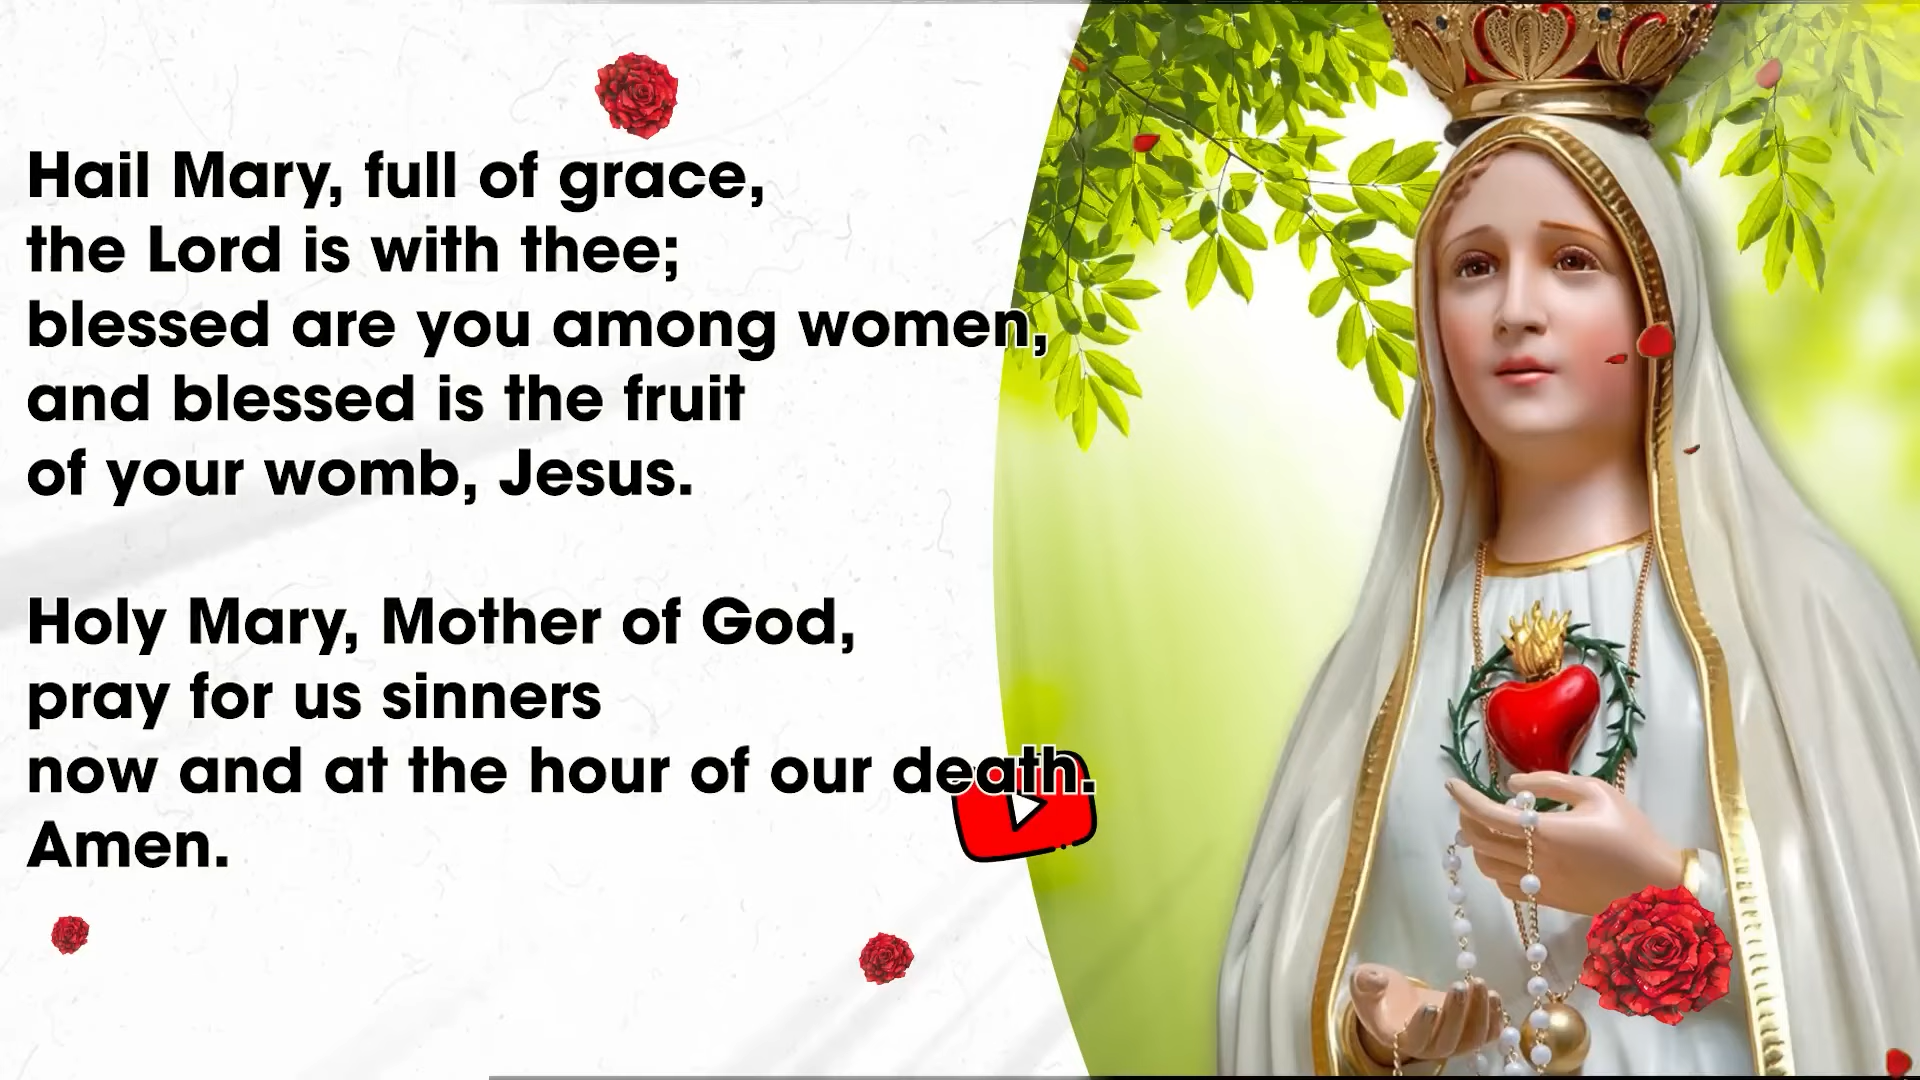 Hail Mary, full of grace,
the Lord is with thee;
blessed are you among women,
and blessed is the fruit
of your womb, Jesus.
Holy Mary, Mother of God,
pray for us sinners
now and at the hour of our death.
Amen.